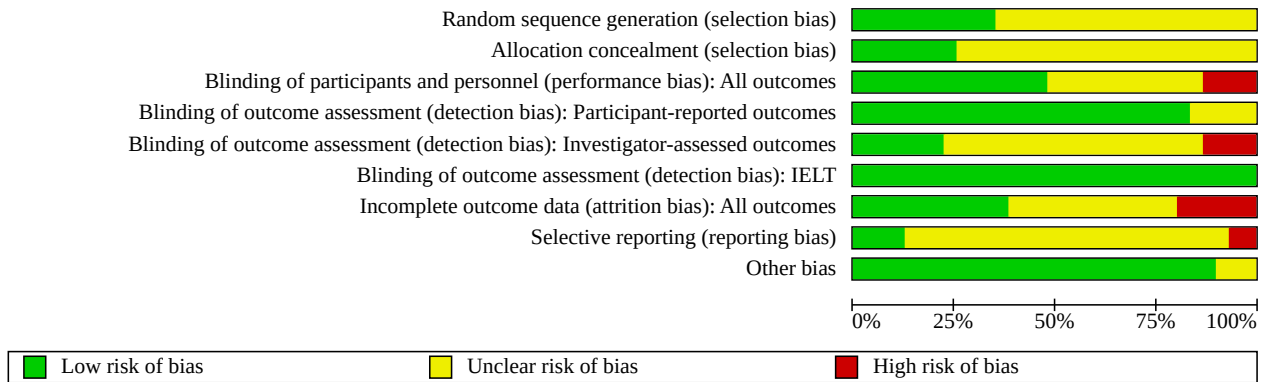 Random sequence generation (selection bias)
Allocation concealment (selection bias)
Blinding of participants and personnel (performance bias): All outcomes
Blinding of outcome assessment (detection bias): Participant-reported outcomes
Blinding of outcome assessment (detection bias): Investigator-assessed outcomes
Blinding of outcome assessment (detection bias): IELT
Incomplete outcome data (attrition bias): All outcomes
Selective reporting (reporting bias)
Other bias
0% 25% 50% 75% 100%
Low risk of bias Unclear risk of bias High risk of bias